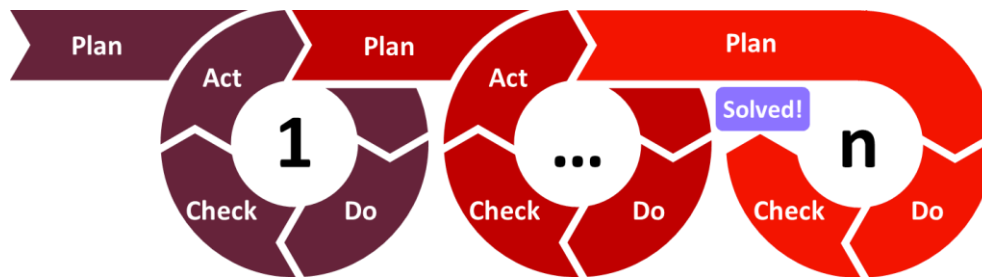 Plan
Act
1
Check
Do
Plan
Act
...
Check
Do
Plan
Solved!
n
Check
Do